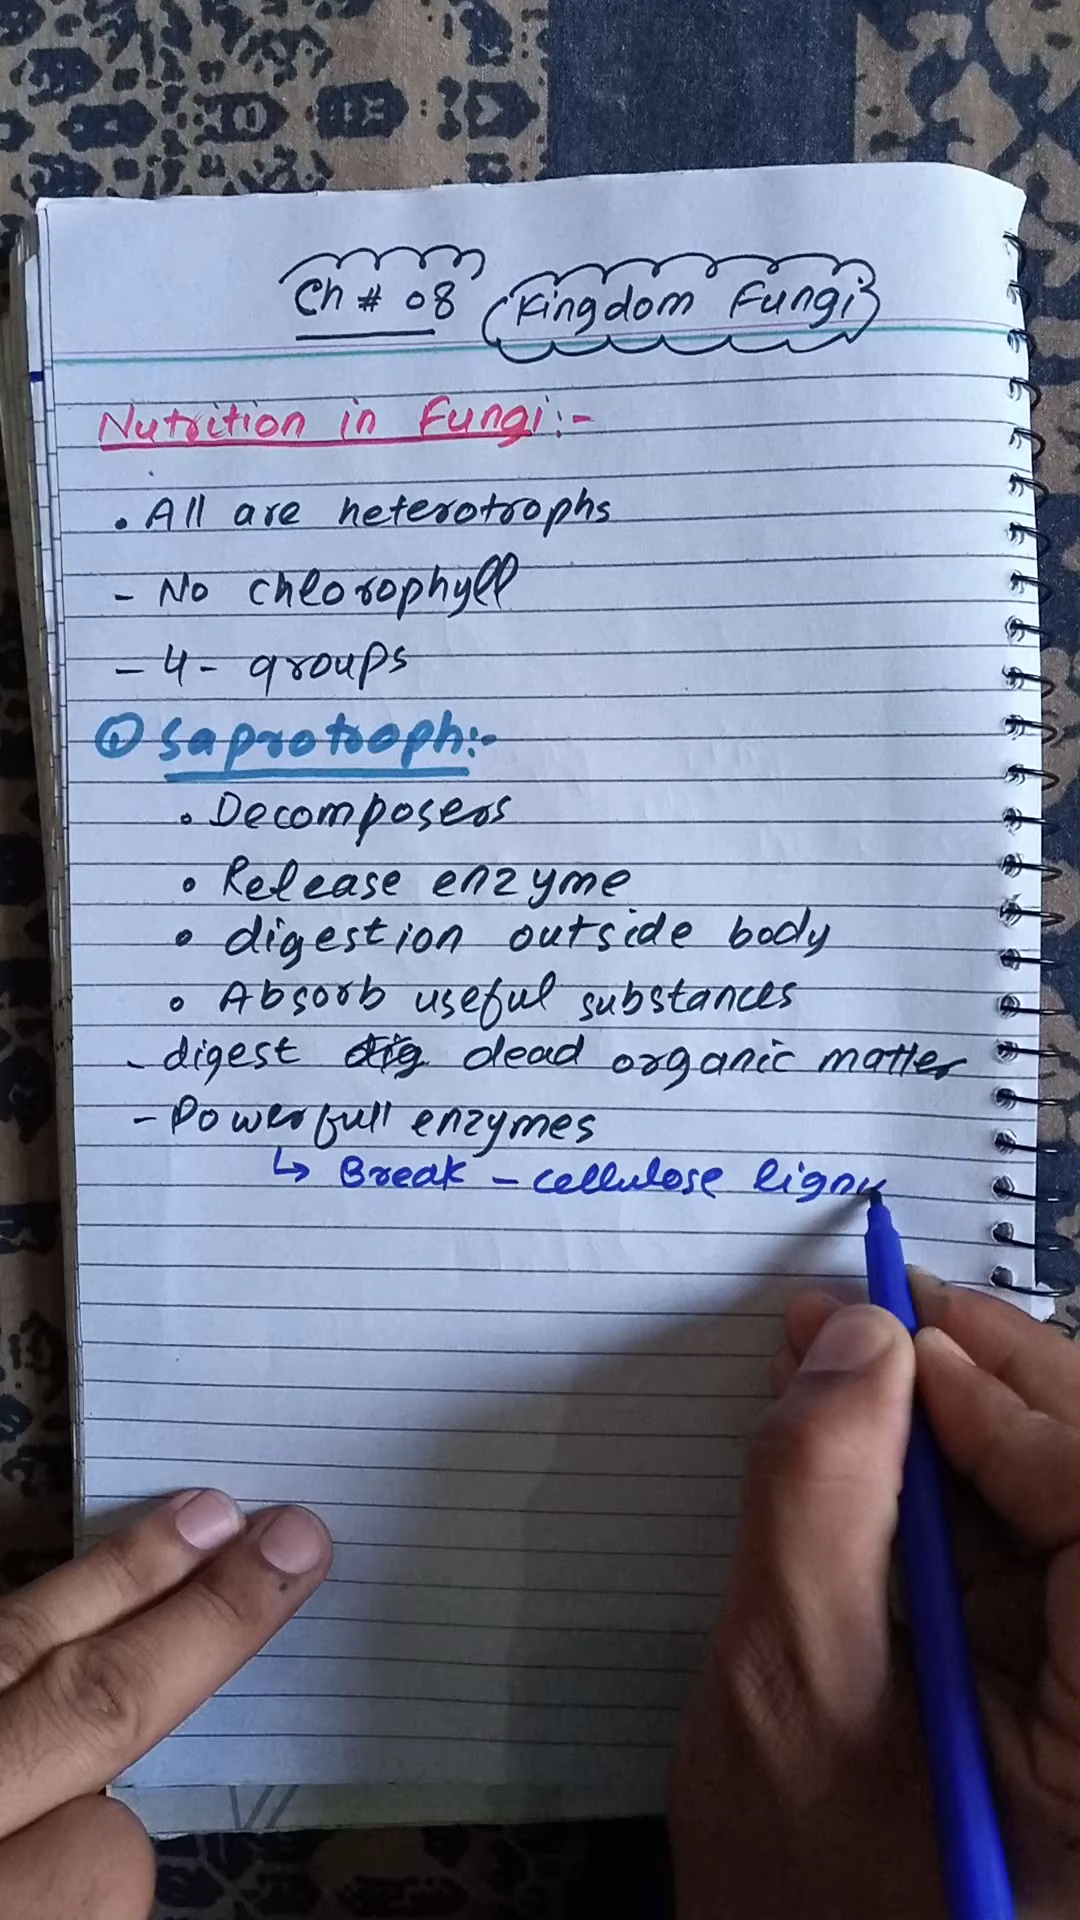 Ch # 08 Kingdom Fungi
Nutrition in Fungi:-
• All are heterotrophs
- No chlorophyll
- 4- groups
① Saprotroph:-
• Decomposers
• Release enzyme
• digestion outside body
• Absorb useful substances
- digest dig dead organic matter
- Powerfull enzymes
↳ Break - cellulose